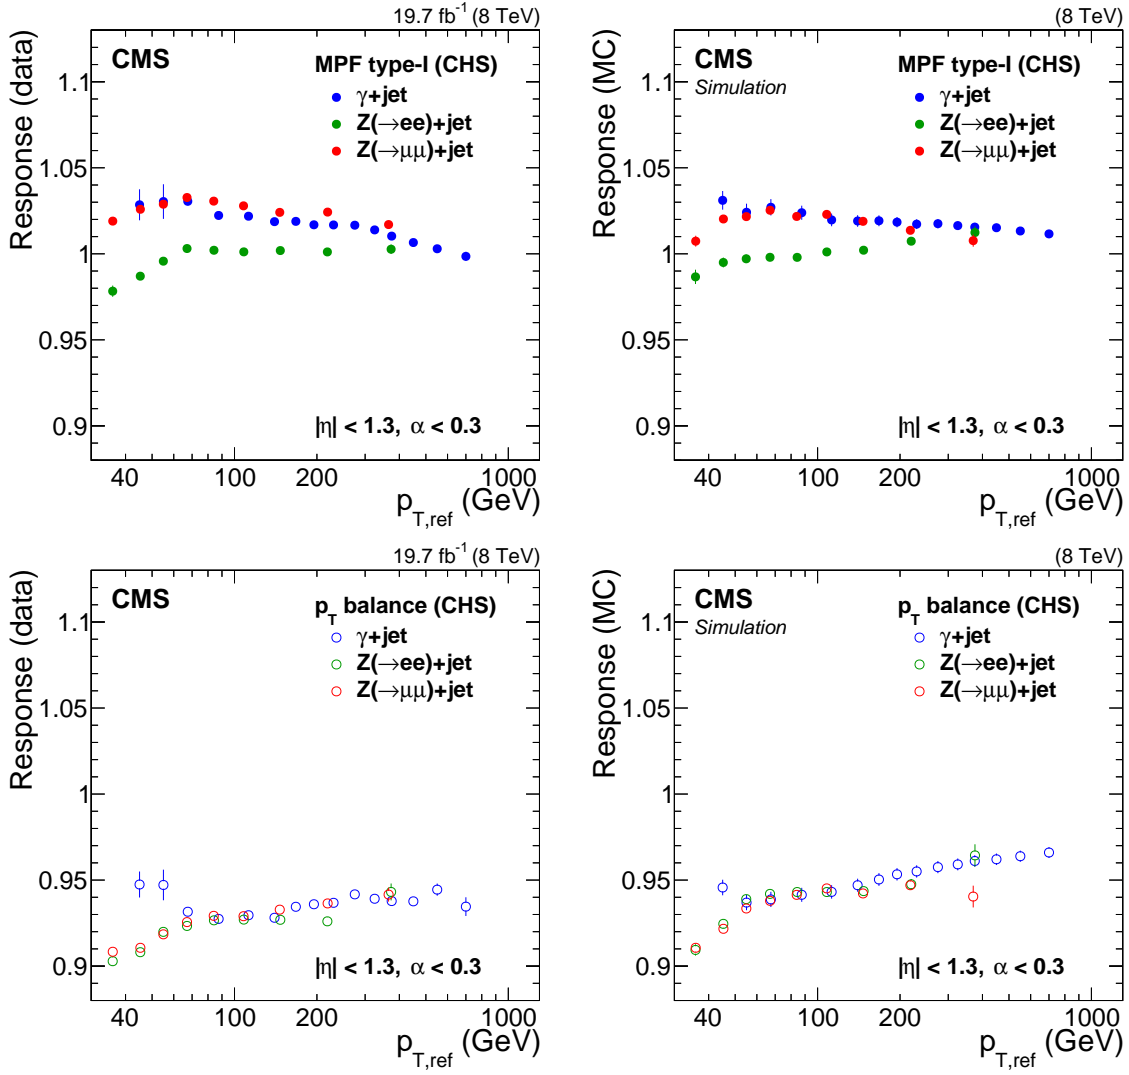 19.7 fb⁻¹ (8 TeV)
CMS
MPF type-I (CHS)
γ+jet
Z(→ee)+jet
Z(→μμ)+jet
Response (data)
1.1
1.05
1
0.95
0.9
|η| < 1.3, α < 0.3
40 100 200 1000
p_T,ref (GeV)
(8 TeV)
CMS
Simulation
MPF type-I (CHS)
γ+jet
Z(→ee)+jet
Z(→μμ)+jet
Response (MC)
1.1
1.05
1
0.95
0.9
|η| < 1.3, α < 0.3
40 100 200 1000
p_T,ref (GeV)
19.7 fb⁻¹ (8 TeV)
CMS
p_T balance (CHS)
γ+jet
Z(→ee)+jet
Z(→μμ)+jet
Response (data)
1.1
1.05
1
0.95
0.9
|η| < 1.3, α < 0.3
40 100 200 1000
p_T,ref (GeV)
(8 TeV)
CMS
Simulation
p_T balance (CHS)
γ+jet
Z(→ee)+jet
Z(→μμ)+jet
Response (MC)
1.1
1.05
1
0.95
0.9
|η| < 1.3, α < 0.3
40 100 200 1000
p_T,ref (GeV)